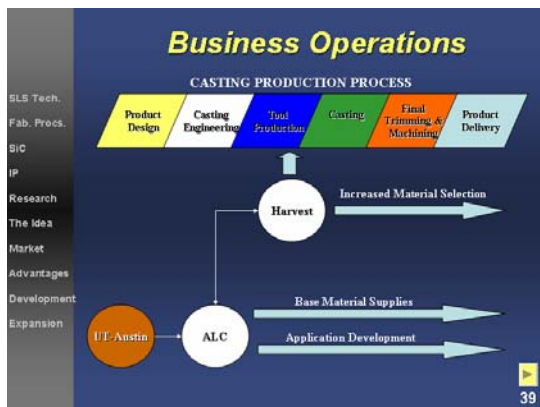 Business Operations
CASTING PRODUCTION PROCESS
Product
Design
Casting
Engineering
Tool
Production
Casting
Final
Trimming &
Machining
Product
Delivery
SLS Tech.
Fab. Procs.
SiC
IP
Research
The Idea
Market
Advantages
Development
Expansion
Harvest
Increased Material Selection
Base Material Supplies
UT-Austin
ALC
Application Development
39